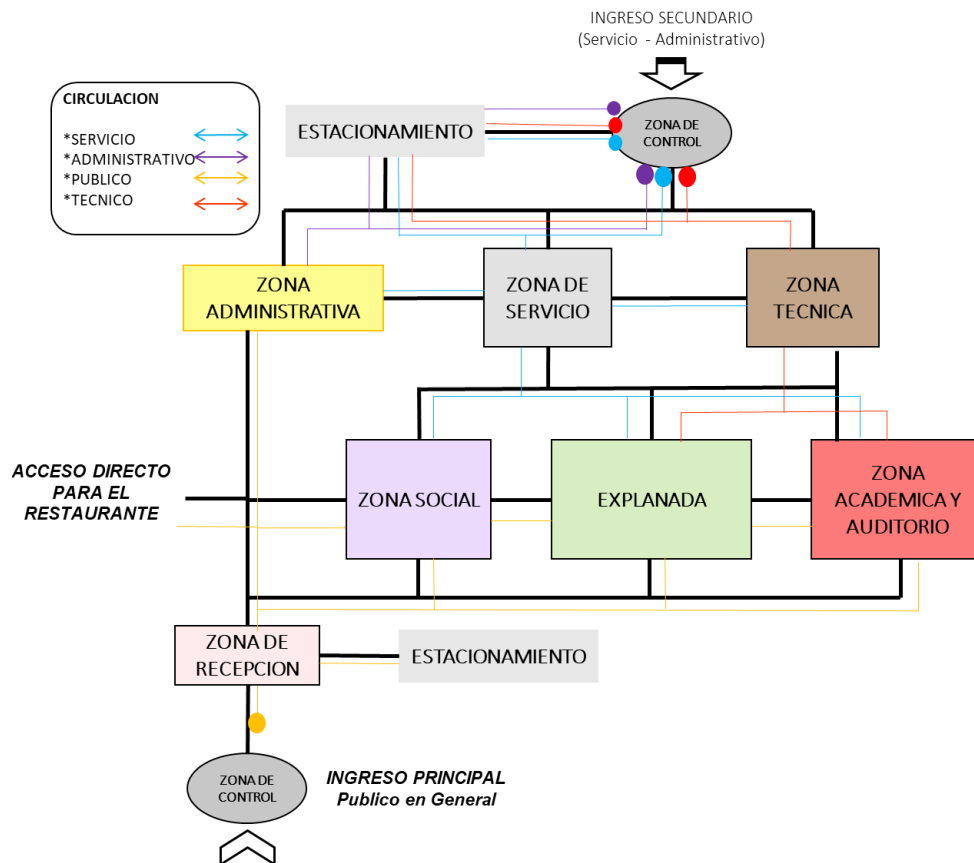 INGRESO SECUNDARIO
(Servicio - Administrativo)
CIRCULACION
*SERVICIO
*ADMINISTRATIVO
*PUBLICO
*TECNICO
ESTACIONAMIENTO
ZONA DE
CONTROL
ZONA
ADMINISTRATIVA
ZONA DE
SERVICIO
ZONA
TECNICA
ACCESO DIRECTO
PARA EL
RESTAURANTE
ZONA SOCIAL
EXPLANADA
ZONA
ACADEMICA Y
AUDITORIO
ZONA DE
RECEPCION
ESTACIONAMIENTO
ZONA DE
CONTROL
INGRESO PRINCIPAL
Publico en General